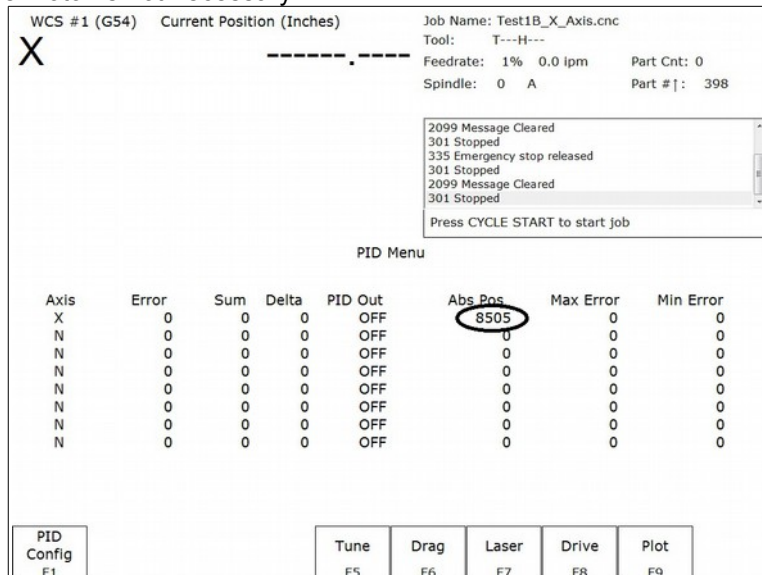 WCS #1 (G54) Current Position (Inches)
X ------.----
Job Name: Test1B_X_Axis.cnc
Tool: T---H---
Feedrate: 1% 0.0 ipm Part Cnt: 0
Spindle: 0 A Part #↑: 398
2099 Message Cleared
301 Stopped
335 Emergency stop released
301 Stopped
2099 Message Cleared
301 Stopped
Press CYCLE START to start job
PID Menu
Axis Error Sum Delta PID Out Abs Pos Max Error Min Error
X 0 0 0 OFF 8505 0 0
N 0 0 0 OFF 0 0 0
N 0 0 0 OFF 0 0 0
N 0 0 0 OFF 0 0 0
N 0 0 0 OFF 0 0 0
N 0 0 0 OFF 0 0 0
N 0 0 0 OFF 0 0 0
N 0 0 0 OFF 0 0 0
PID Config Tune Drag Laser Drive Plot
F1 F5 F6 F7 F8 F9